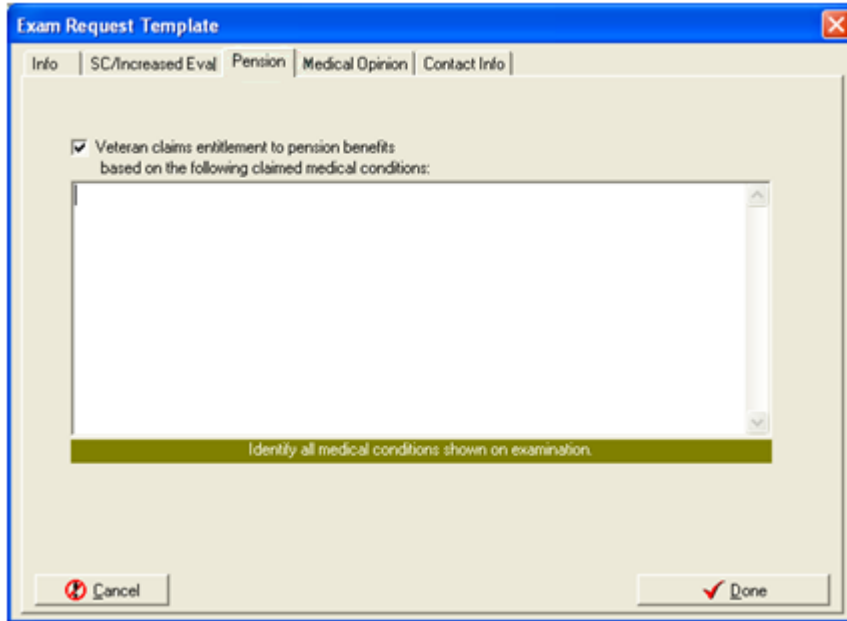 Exam Request Template
Info SC/Increased Eval Pension Medical Opinion Contact Info
Veteran claims entitlement to pension benefits
based on the following claimed medical conditions:
Identify all medical conditions shown on examination.
Cancel Done